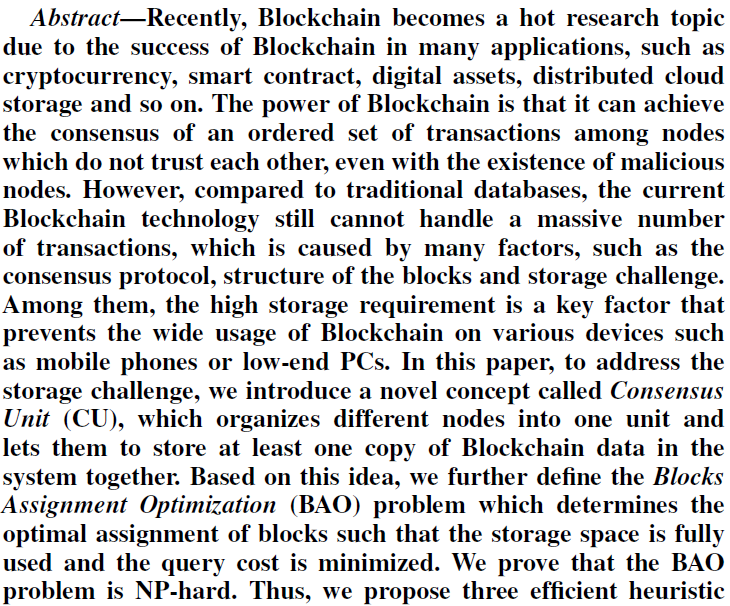 Abstract—Recently, Blockchain becomes a hot research topic
due to the success of Blockchain in many applications, such as
cryptocurrency, smart contract, digital assets, distributed cloud
storage and so on. The power of Blockchain is that it can achieve
the consensus of an ordered set of transactions among nodes
which do not trust each other, even with the existence of malicious
nodes. However, compared to traditional databases, the current
Blockchain technology still cannot handle a massive number
of transactions, which is caused by many factors, such as the
consensus protocol, structure of the blocks and storage challenge.
Among them, the high storage requirement is a key factor that
prevents the wide usage of Blockchain on various devices such
as mobile phones or low-end PCs. In this paper, to address the
storage challenge, we introduce a novel concept called Consensus
Unit (CU), which organizes different nodes into one unit and
lets them to store at least one copy of Blockchain data in the
system together. Based on this idea, we further define the Blocks
Assignment Optimization (BAO) problem which determines the
optimal assignment of blocks such that the storage space is fully
used and the query cost is minimized. We prove that the BAO
problem is NP-hard. Thus, we propose three efficient heuristic